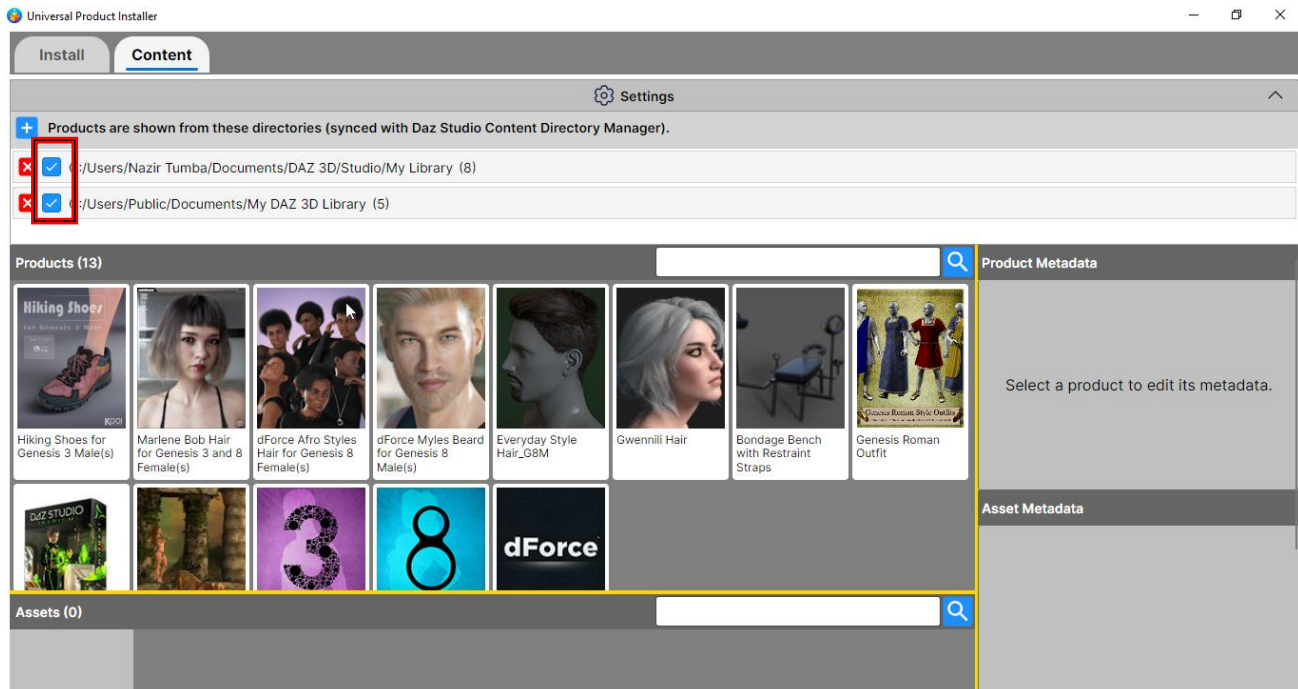 Universal Product Installer
Install
Content
Settings
Products are shown from these directories (synced with Daz Studio Content Directory Manager).
:/Users/Nazir Tumba/Documents/DAZ 3D/Studio/My Library (8)
:/Users/Public/Documents/My DAZ 3D Library (5)
Products (13)
Product Metadata
Hiking Shoes
for Genesis 3 Male
Genesis Roman Style Outfits
Hiking Shoes for
Genesis 3 Male(s)
Marlene Bob Hair
for Genesis 3 and 8
Female(s)
dForce Afro Styles
Hair for Genesis 8
Female(s)
dForce Myles Beard
for Genesis 8
Male(s)
Everyday Style
Hair_G8M
Gwennili Hair
Bondage Bench
with Restraint
Straps
Genesis Roman
Outfit
Select a product to edit its metadata.
DAZ STUDIO
3
8
dForce
Asset Metadata
Assets (0)